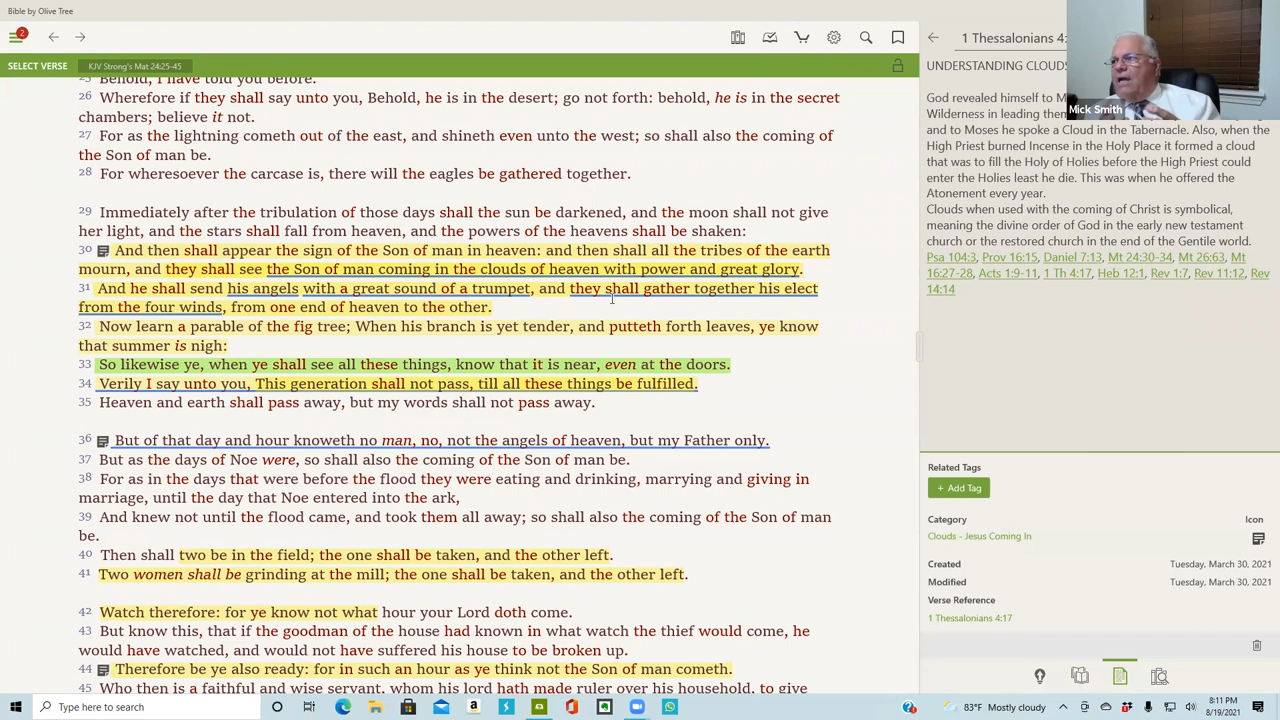 Bible by Olive Tree
2
SELECT VERSE KJV Strong's Mat 24:25-45
Behold, I have told you before.
26 Wherefore if they shall say unto you, Behold, he is in the desert; go not forth: behold, he is in the secret
chambers; believe it not.
27 For as the lightning cometh out of the east, and shineth even unto the west; so shall also the coming of
the Son of man be.
28 For wheresoever the carcase is, there will the eagles be gathered together.
29 Immediately after the tribulation of those days shall the sun be darkened, and the moon shall not give
her light, and the stars shall fall from heaven, and the powers of the heavens shall be shaken:
30 And then shall appear the sign of the Son of man in heaven: and then shall all the tribes of the earth
mourn, and they shall see the Son of man coming in the clouds of heaven with power and great glory.
31 And he shall send his angels with a great sound of a trumpet, and they shall gather together his elect
from the four winds, from one end of heaven to the other.
32 Now learn a parable of the fig tree; When his branch is yet tender, and putteth forth leaves, ye know
that summer is nigh:
33 So likewise ye, when ye shall see all these things, know that it is near, even at the doors.
34 Verily I say unto you, This generation shall not pass, till all these things be fulfilled.
35 Heaven and earth shall pass away, but my words shall not pass away.
36 But of that day and hour knoweth no man, no, not the angels of heaven, but my Father only.
37 But as the days of Noe were, so shall also the coming of the Son of man be.
38 For as in the days that were before the flood they were eating and drinking, marrying and giving in
marriage, until the day that Noe entered into the ark,
39 And knew not until the flood came, and took them all away; so shall also the coming of the Son of man
be.
40 Then shall two be in the field; the one shall be taken, and the other left.
41 Two women shall be grinding at the mill; the one shall be taken, and the other left.
42 Watch therefore: for ye know not what hour your Lord doth come.
43 But know this, that if the goodman of the house had known in what watch the thief would come, he
would have watched, and would not have suffered his house to be broken up.
44 Therefore be ye also ready: for in such an hour as ye think not the Son of man cometh.
45 Who then is a faithful and wise servant, whom his lord hath made ruler over his household, to give
1 Thessalonians 4:
UNDERSTANDING CLOUDS
God revealed himself to M
Wilderness in leading them
and to Moses he spoke a Cloud in the Tabernacle. Also, when the
High Priest burned Incense in the Holy Place it formed a cloud
that was to fill the Holy of Holies before the High Priest could
enter the Holies least he die. This was when he offered the
Atonement every year.
Clouds when used with the coming of Christ is symbolical,
meaning the divine order of God in the early new testament
church or the restored church in the end of the Gentile world.
Psa 104:3, Prov 16:15, Daniel 7:13, Mt 24:30-34, Mt 26:63, Mt
16:27-28, Acts 1:9-11, 1 Th 4:17, Heb 12:1, Rev 1:7, Rev 11:12, Rev
14:14
Mick Smith
Related Tags
+ Add Tag
Category Icon
Clouds - Jesus Coming In
Created Tuesday, March 30, 2021
Modified Tuesday, March 30, 2021
Verse Reference
1 Thessalonians 4:17
Type here to search
83°F Mostly cloudy
8:11 PM
8/19/2021